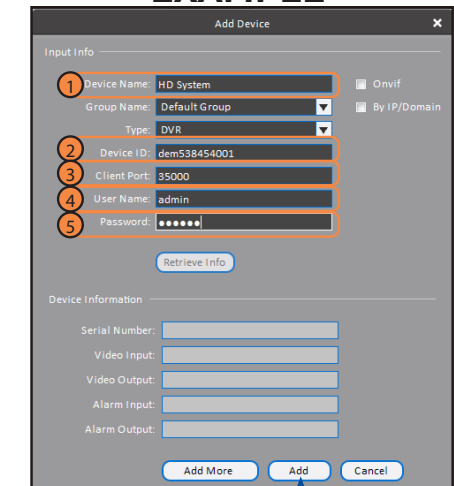 Add Device
Input Info
1 Device Name: HD System Onvif
Group Name: Default Group By IP/Domain
Type: DVR
2 Device ID: dem538454001
3 Client Port: 35000
4 User Name: admin
5 Password: ●●●●●●
Retrieve Info
Device Information
Serial Number:
Video Input:
Video Output:
Alarm Input:
Alarm Output:
Add More Add Cancel